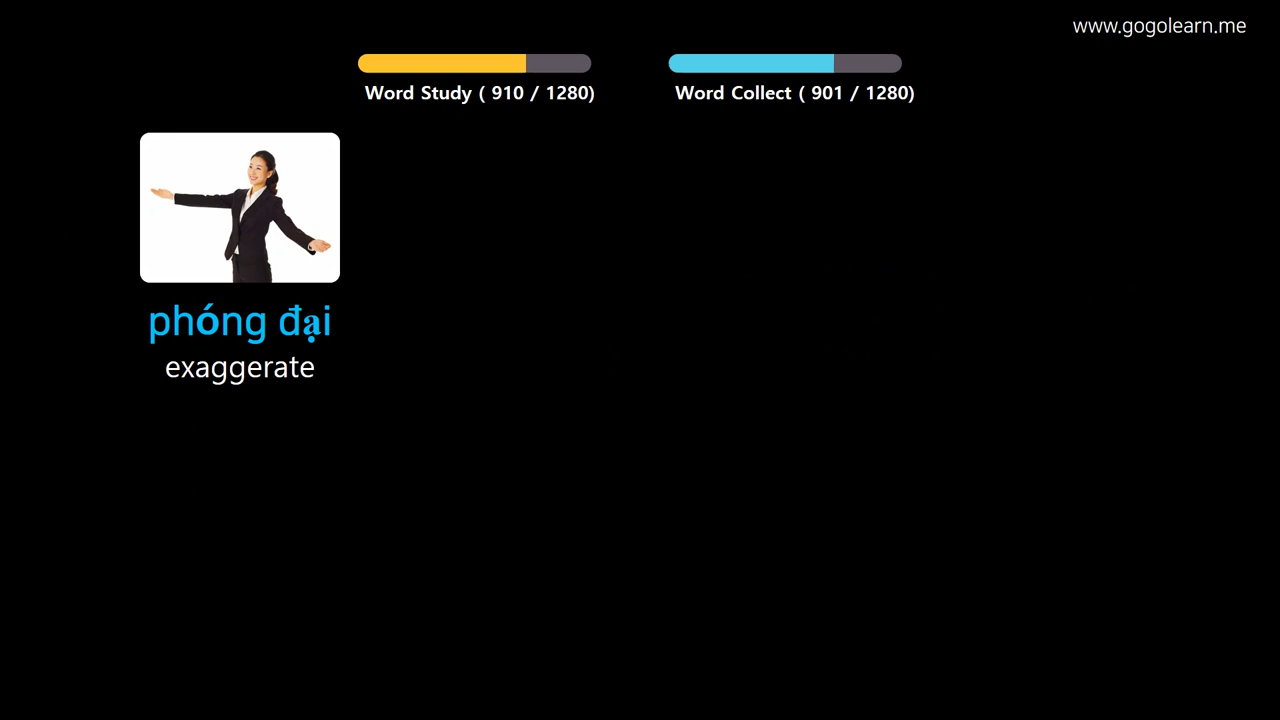 www.gogolearn.me
Word Study ( 910 / 1280)
Word Collect ( 901 / 1280)
phóng đại
exaggerate